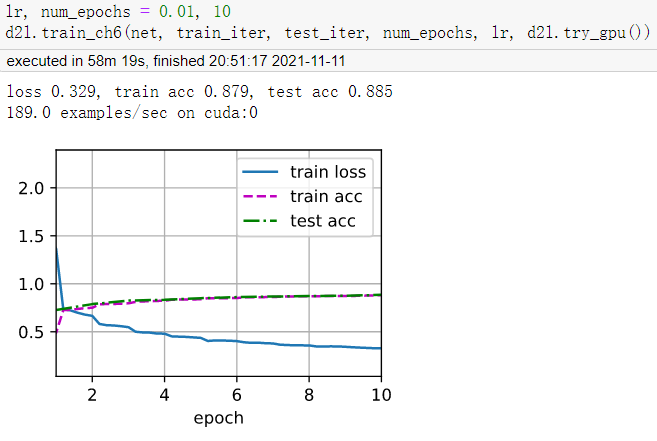 lr, num_epochs = 0.01, 10
d2l.train_ch6(net, train_iter, test_iter, num_epochs, lr, d2l.try_gpu())
executed in 58m 19s, finished 20:51:17 2021-11-11
loss 0.329, train acc 0.879, test acc 0.885
189.0 examples/sec on cuda:0
train loss
train acc
test acc
2.0
1.5
1.0
0.5
2 4 6 8 10
epoch